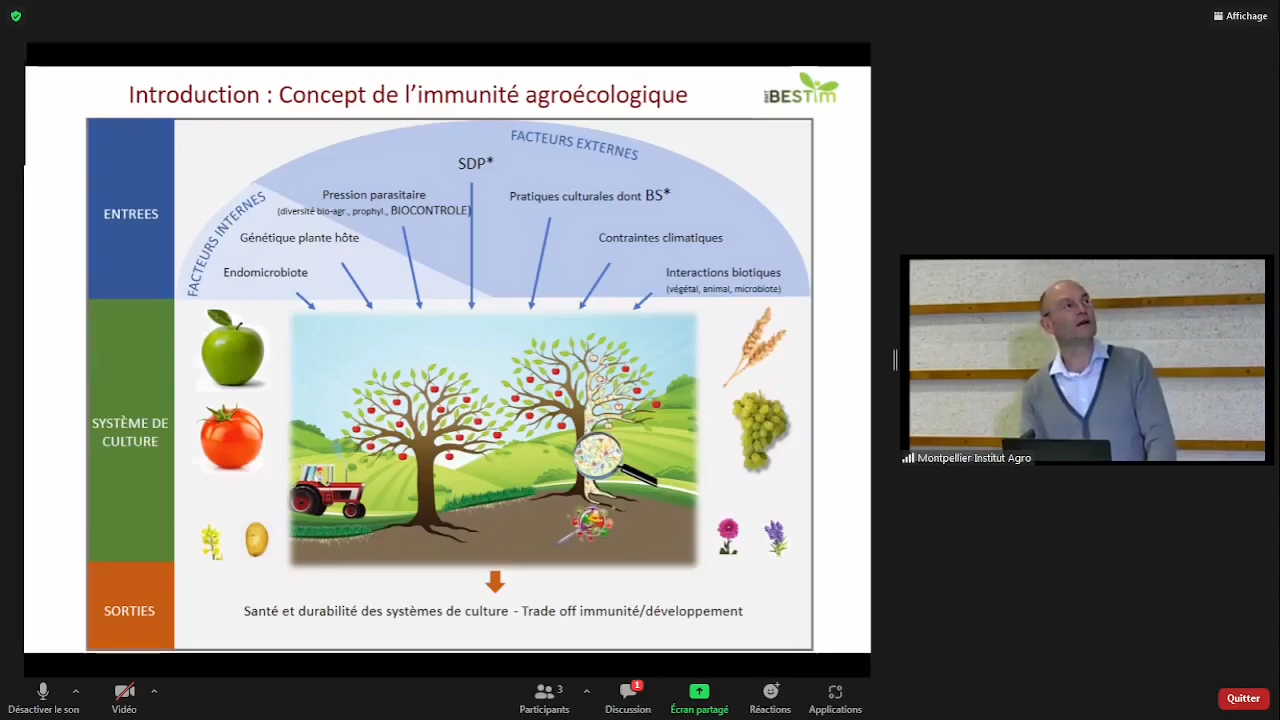 Affichage
Introduction : Concept de l'immunité agroécologique
BESTim
ENTREES
FACTEURS EXTERNES
FACTEURS INTERNES
SDP*
Pression parasitaire
(diversité bio-agr., prophyl., BIOCONTROLE)
Pratiques culturales dont BS*
Génétique plante hôte
Contraintes climatiques
Endomicrobiote
Interactions biotiques
(végétal, animal, microbiote)
SYSTÈME DE
CULTURE
SORTIES
Santé et durabilité des systèmes de culture - Trade off immunité/développement
Montpellier Institut Agro
3
1
Désactiver le son
Vidéo
Participants
Discussion
Écran partagé
Réactions
Applications
Quitter